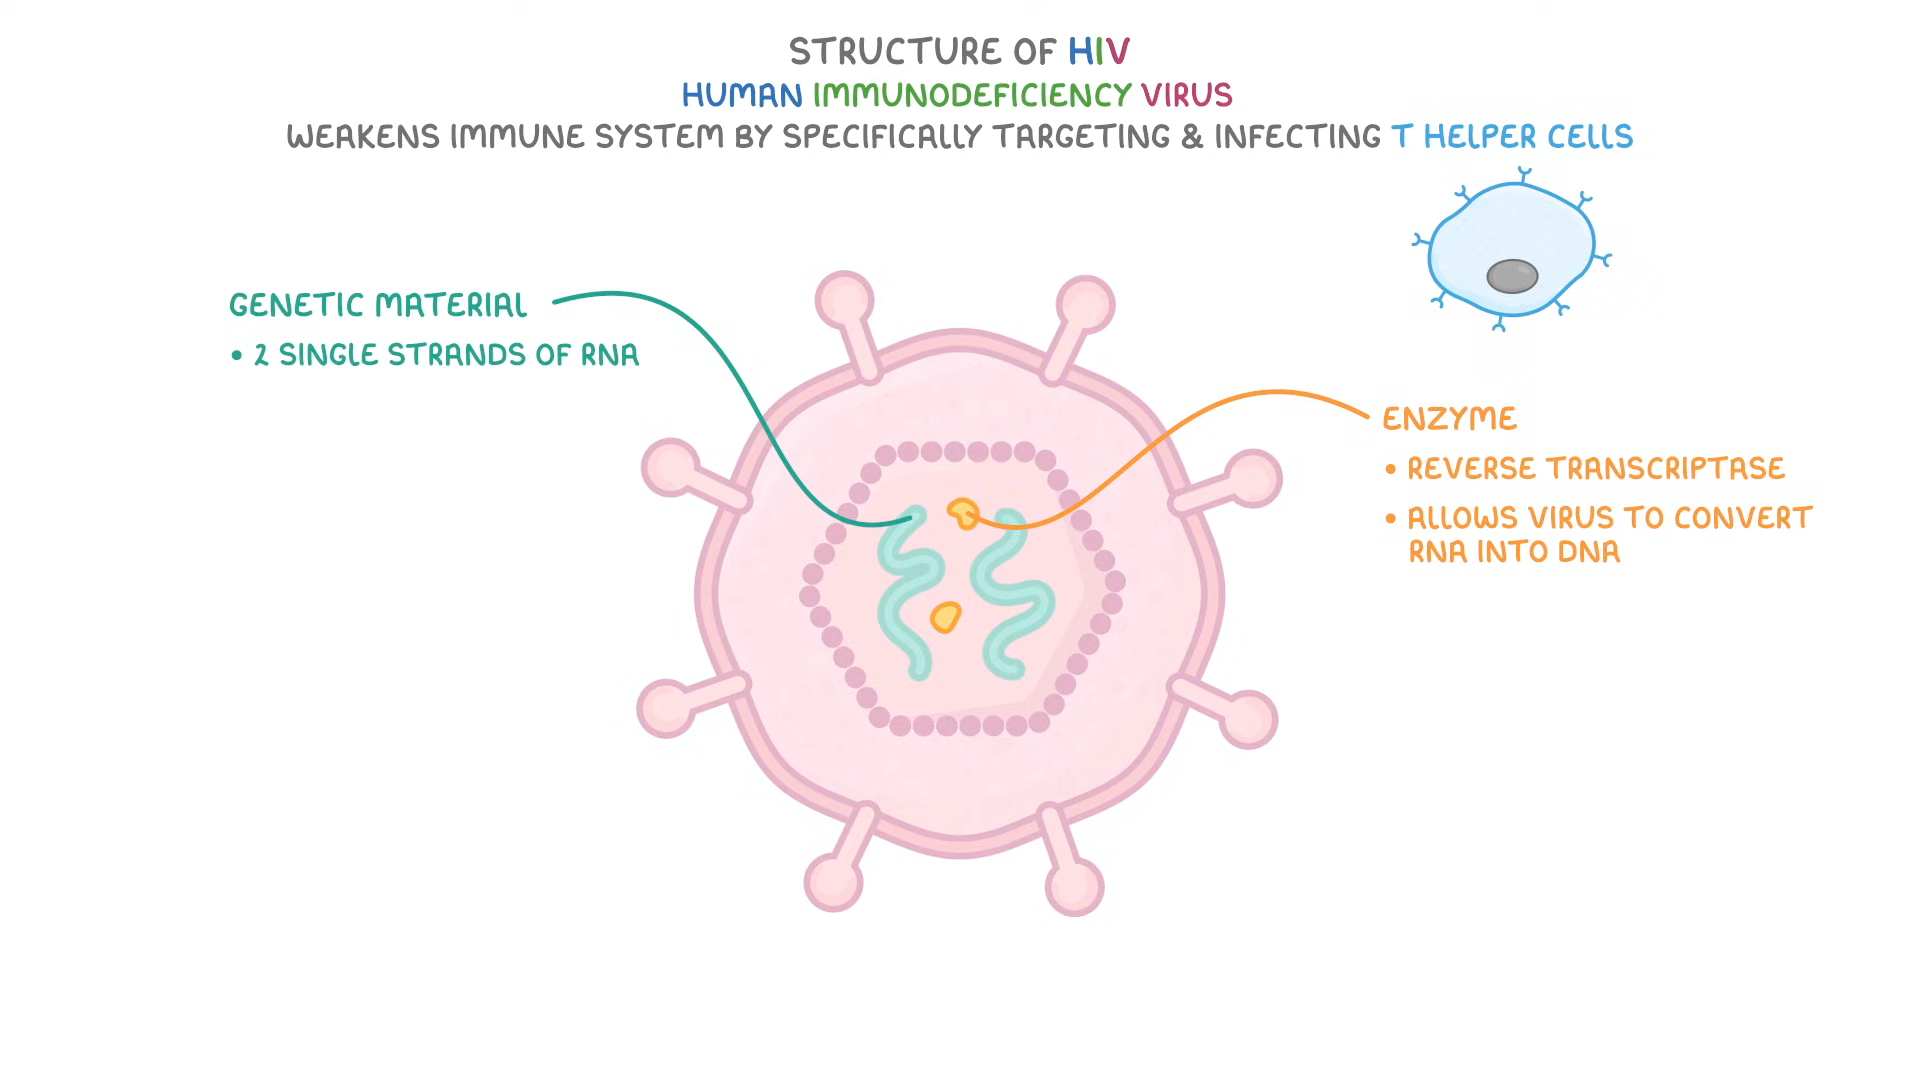 STRUCTURE OF HIV
HUMAN IMMUNODEFICIENCY VIRUS
WEAKENS IMMUNE SYSTEM BY SPECIFICALLY TARGETING & INFECTING T HELPER CELLS
GENETIC MATERIAL
• 2 SINGLE STRANDS OF RNA
ENZYME
• REVERSE TRANSCRIPTASE
• ALLOWS VIRUS TO CONVERT
RNA INTO DNA